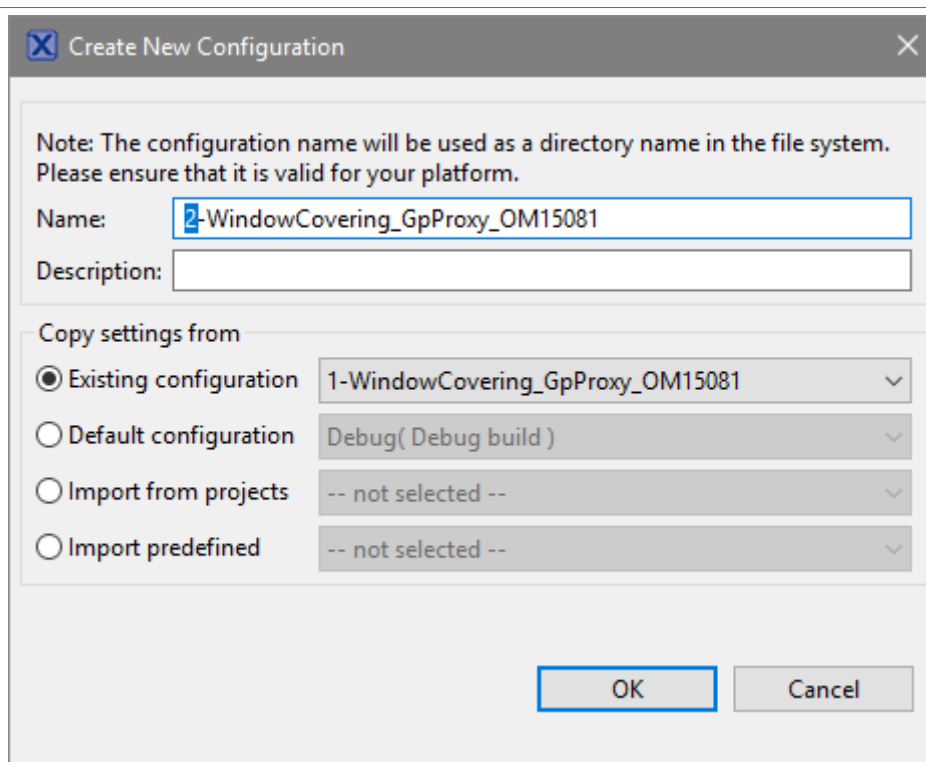 Create New Configuration
Note: The configuration name will be used as a directory name in the file system.
Please ensure that it is valid for your platform.
Name: 2-WindowCovering_GpProxy_OM15081
Description:
Copy settings from
Existing configuration 1-WindowCovering_GpProxy_OM15081
Default configuration Debug( Debug build )
Import from projects -- not selected --
Import predefined -- not selected --
OK Cancel